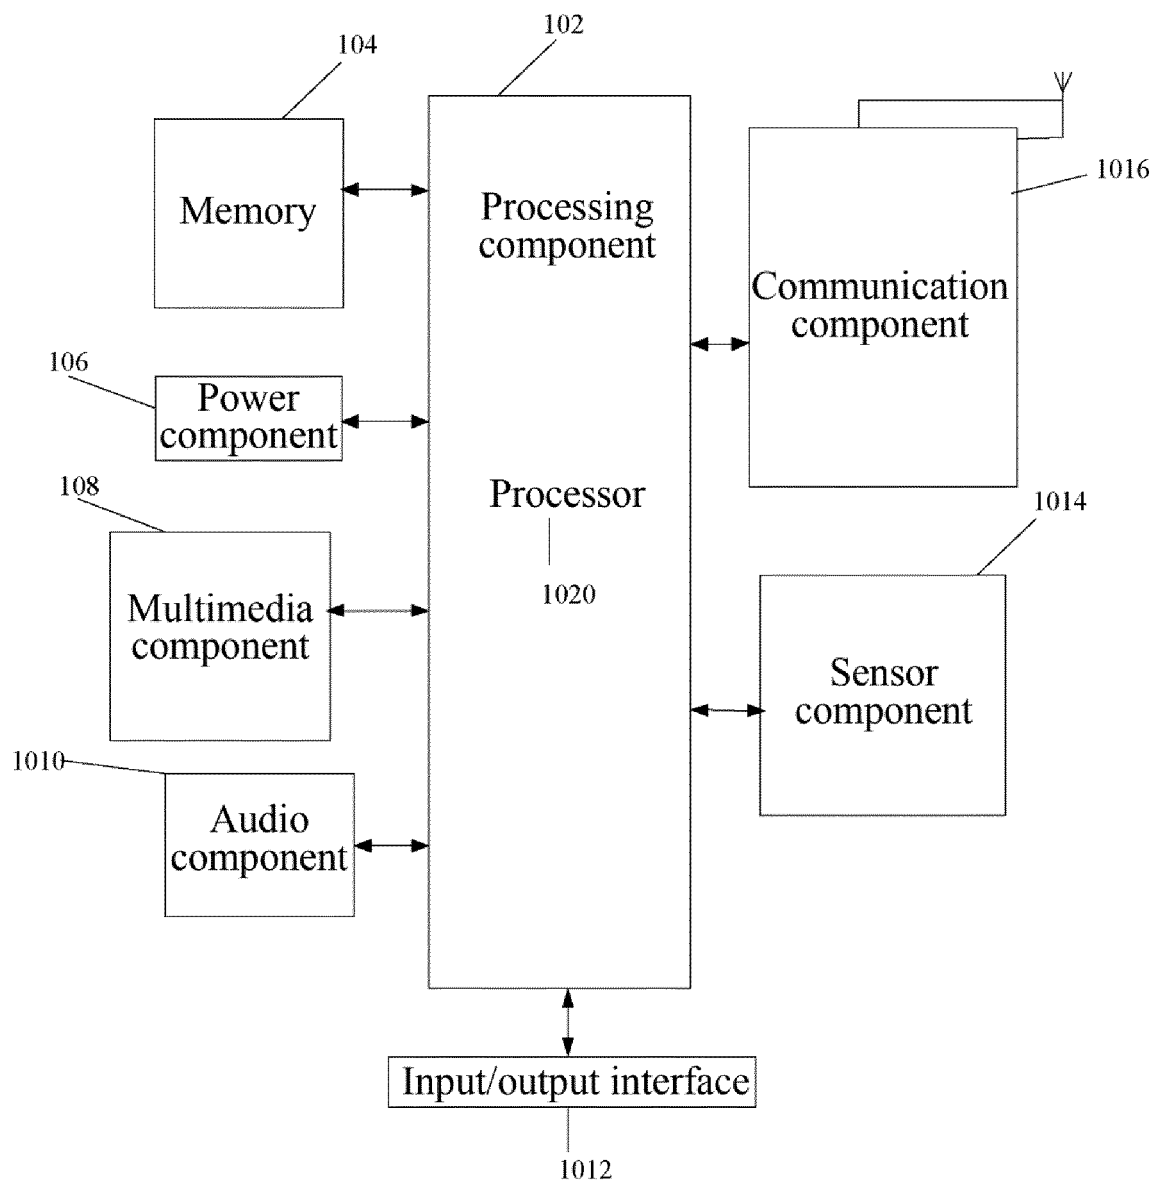 102
104
Memory
Processing
component
1016
Communication
component
106
Power
component
108
Processor
1020
1014
Multimedia
component
Sensor
component
1010
Audio
component
Input/output interface
1012